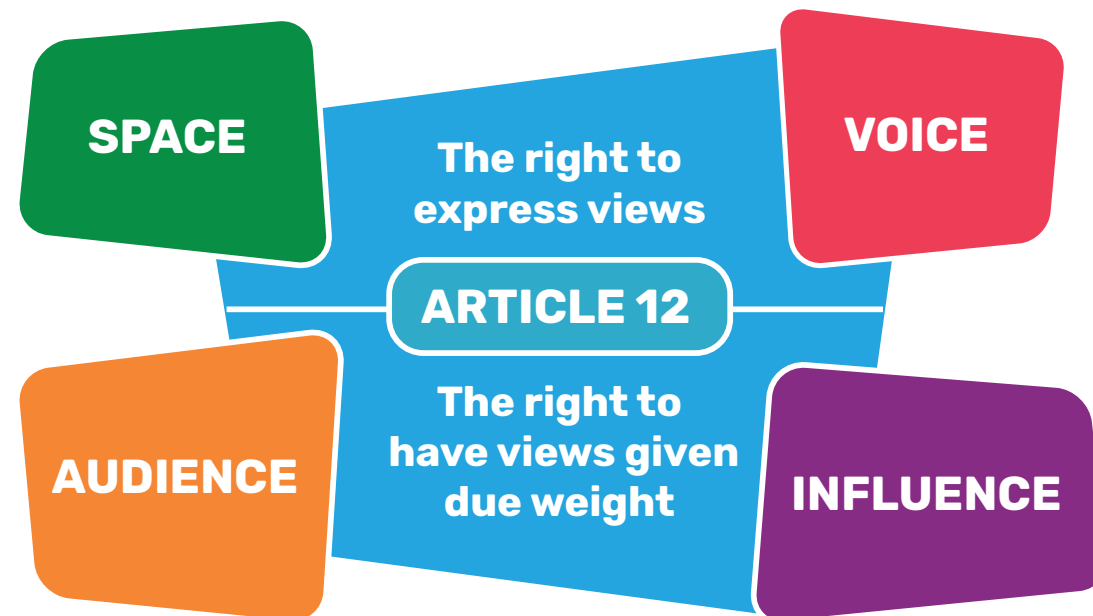 SPACE
VOICE
The right to
express views
ARTICLE 12
The right to
have views given
due weight
AUDIENCE
INFLUENCE